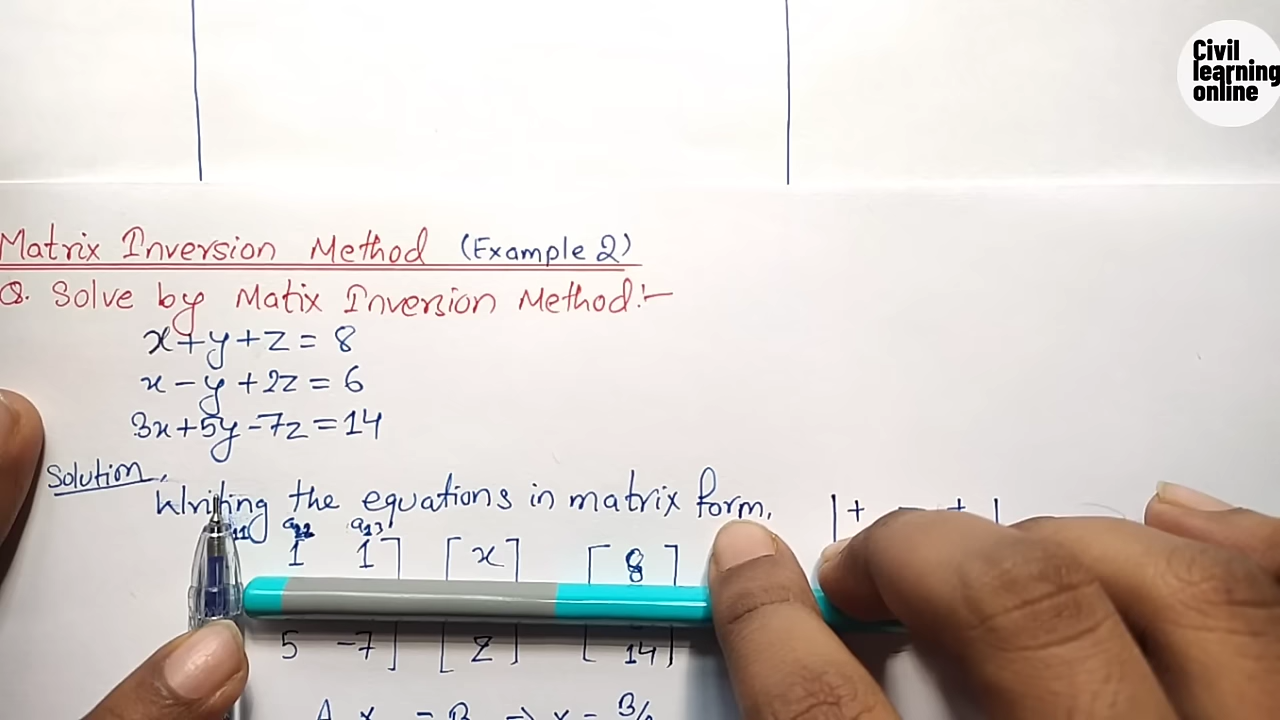 Civil
learning
online
Matrix Inversion Method (Example 2)
Q. Solve by Matix Inversion Method:-
x+y+z = 8
x-y+2z = 6
3x+5y-7z=14
Solution,
Writing the equations in matrix form,
|+ - + |
a13
1 1] [x] [8]
5 -7] [z] [14]
A x = B ⇒ x = B/